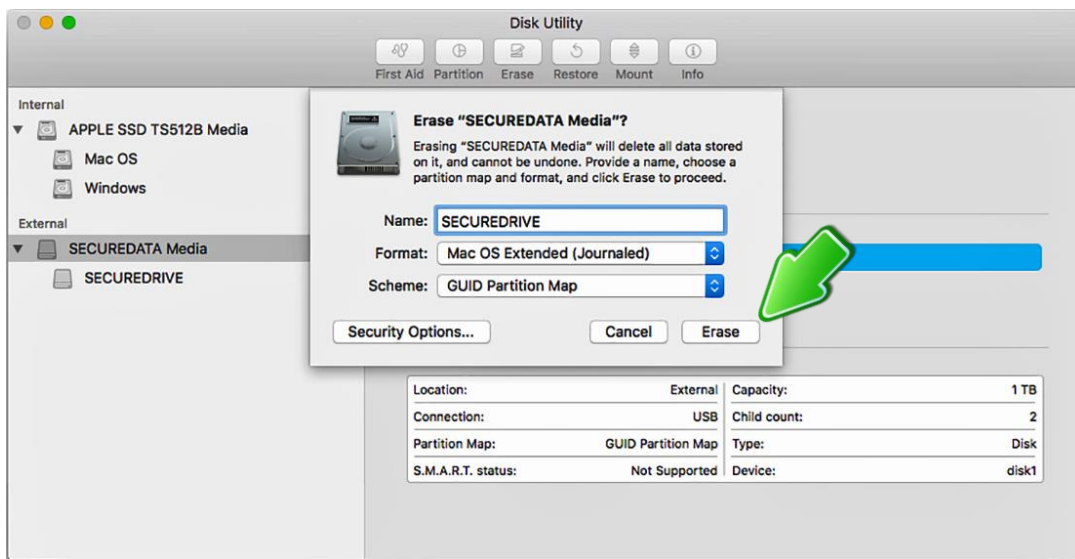 Disk Utility
First Aid Partition Erase Restore Mount Info
Internal
APPLE SSD TS512B Media
Mac OS
Windows
External
SECUREDATA Media
SECUREDRIVE
Erase “SECUREDATA Media”?
Erasing “SECUREDATA Media” will delete all data stored
on it, and cannot be undone. Provide a name, choose a
partition map and format, and click Erase to proceed.
Name: SECUREDRIVE
Format: Mac OS Extended (Journaled)
Scheme: GUID Partition Map
Security Options... Cancel Erase
Location: External Capacity: 1 TB
Connection: USB Child count: 2
Partition Map: GUID Partition Map Type: Disk
S.M.A.R.T. status: Not Supported Device: disk1